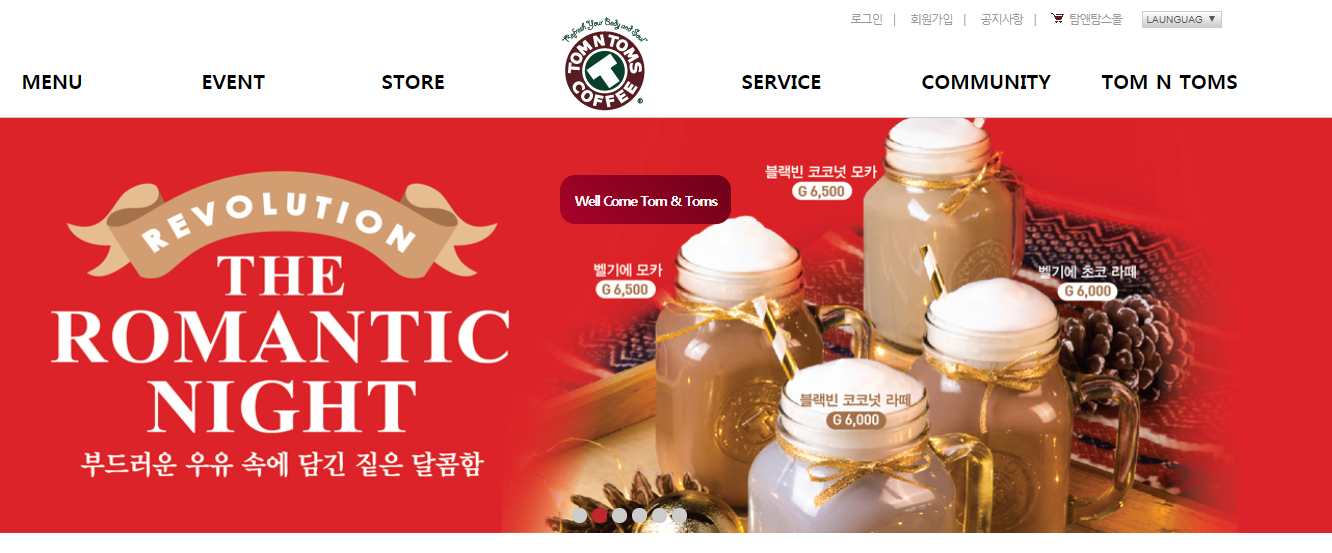 로그인 | 회원가입 | 공지사항 | 탐앤탐스몰 LAUNGUAG ▼
Refresh Your Body and Soul
TOM N TOMS
COFFEE
®
MENU EVENT STORE SERVICE COMMUNITY TOM N TOMS
REVOLUTION
THE
ROMANTIC
NIGHT
부드러운 우유 속에 담긴 짙은 달콤함
Well Come Tom & Toms
블랙빈 코코넛 모카
G 6,500
벨기에 모카
G 6,500
벨기에 초코 라떼
G 6,000
블랙빈 코코넛 라떼
G 6,000